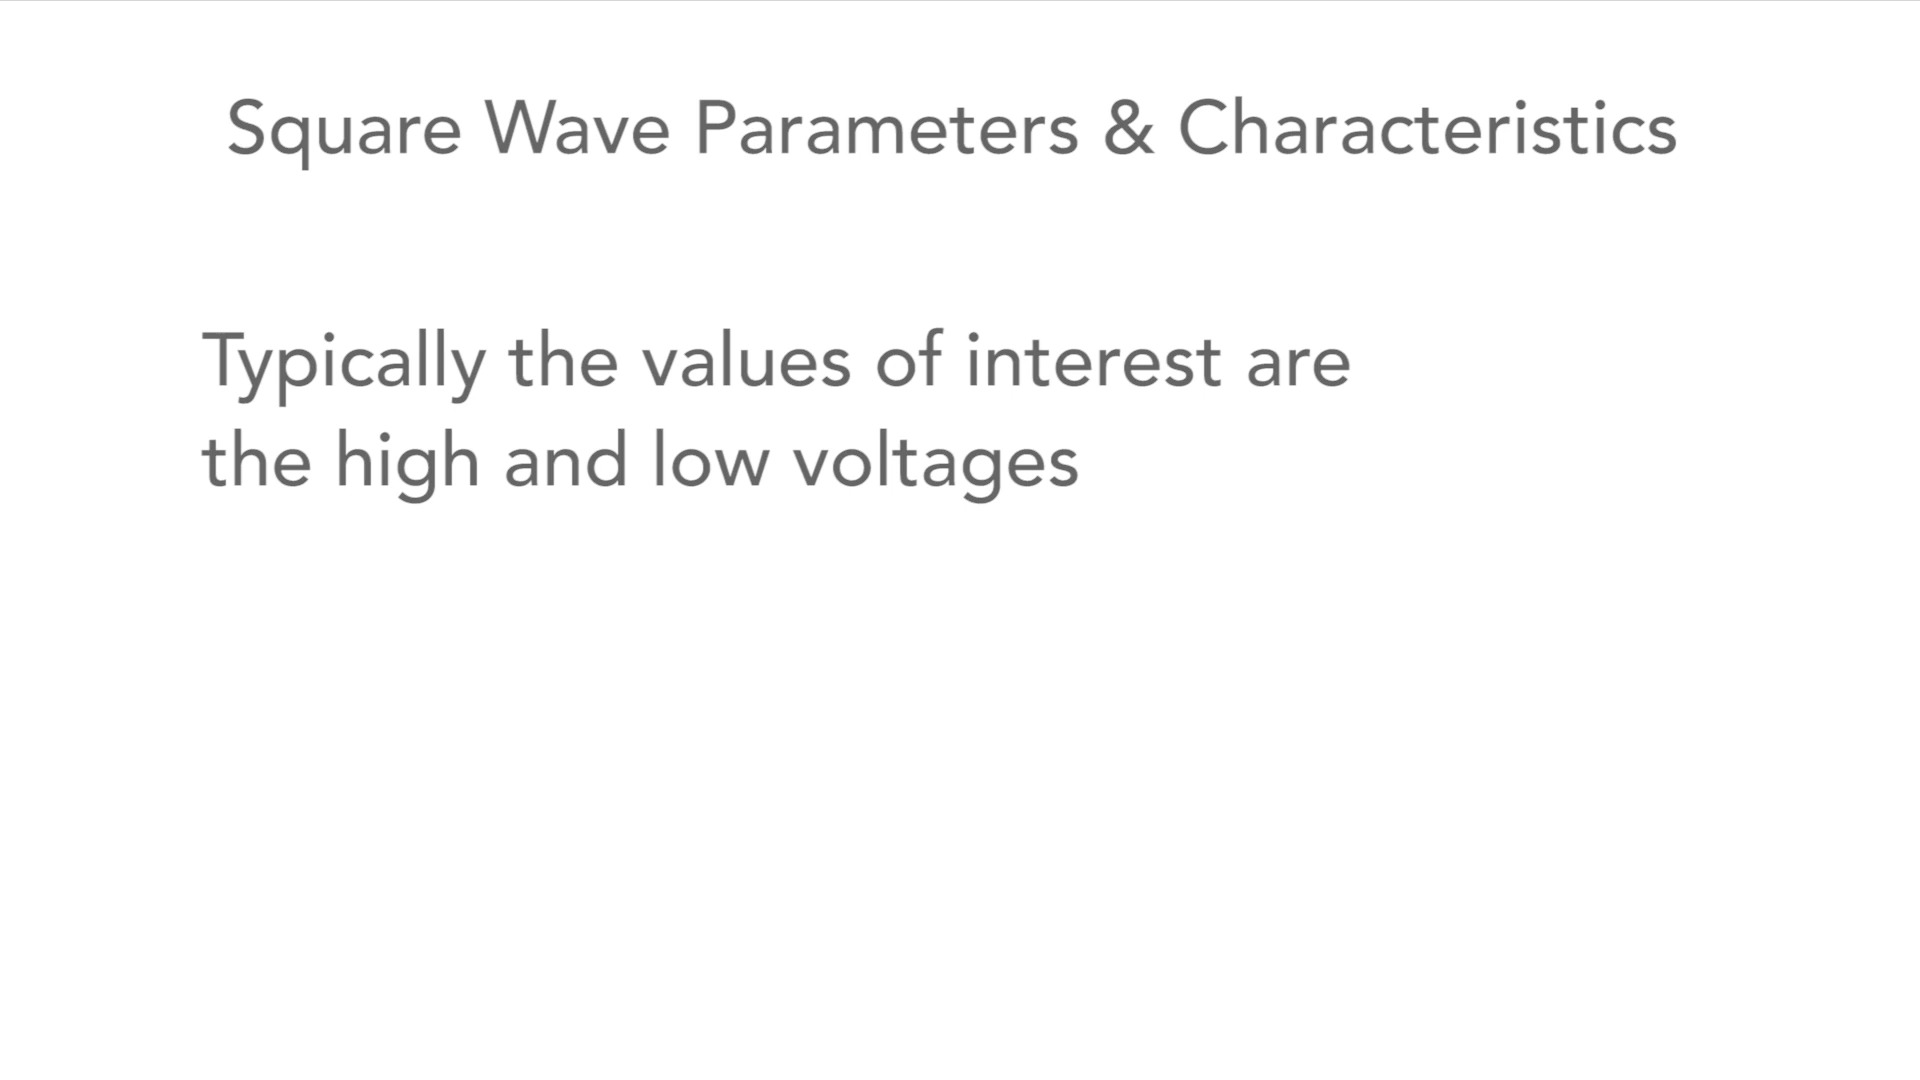 Square Wave Parameters & Characteristics
Typically the values of interest are
the high and low voltages